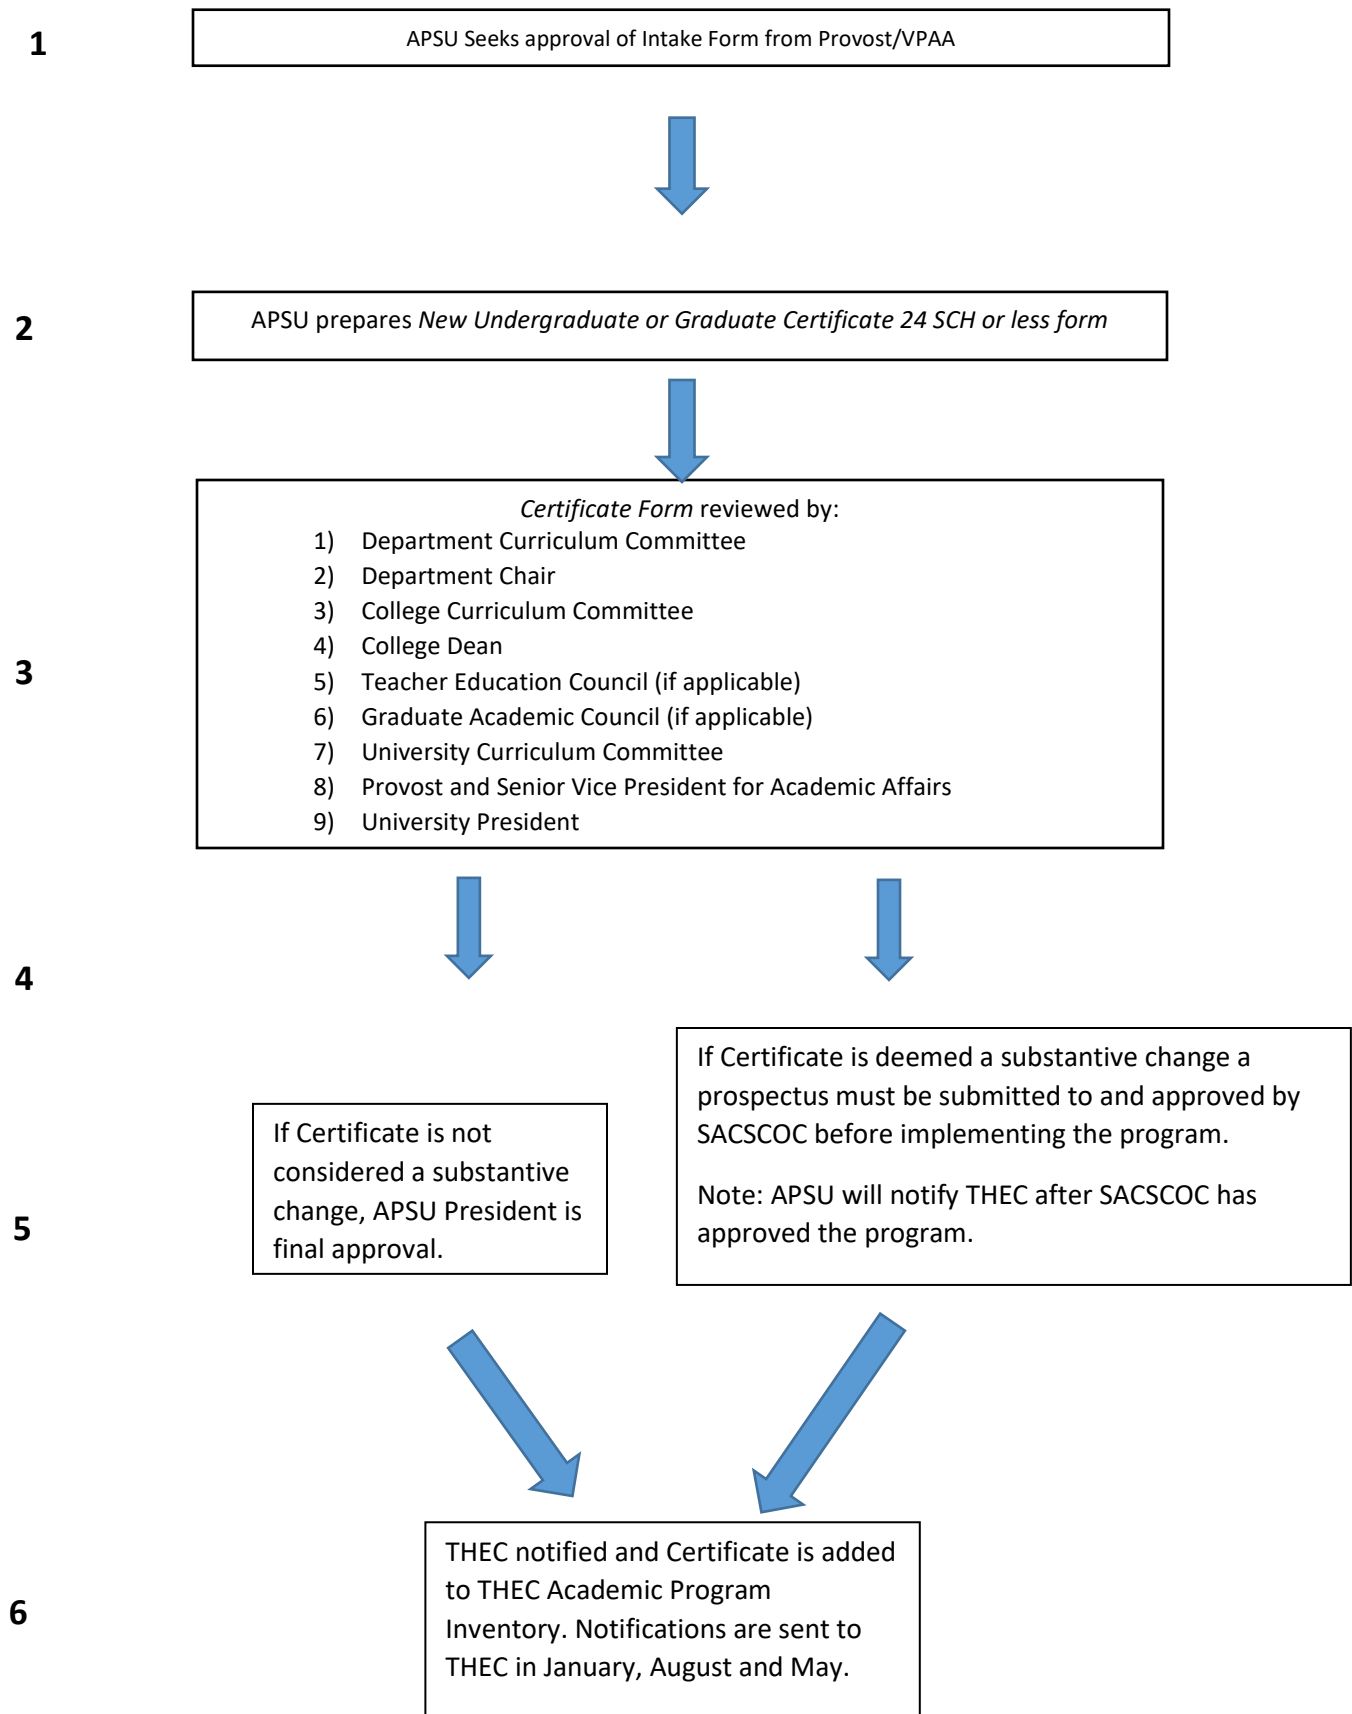 1
APSU Seeks approval of Intake Form from Provost/VPAA
2
APSU prepares New Undergraduate or Graduate Certificate 24 SCH or less form
Certificate Form reviewed by:
1) Department Curriculum Committee
2) Department Chair
3) College Curriculum Committee
4) College Dean
3
5) Teacher Education Council (if applicable)
6) Graduate Academic Council (if applicable)
7) University Curriculum Committee
8) Provost and Senior Vice President for Academic Affairs
9) University President
4
If Certificate is not
considered a substantive
change, APSU President is
final approval.
If Certificate is deemed a substantive change a
prospectus must be submitted to and approved by
SACSCOC before implementing the program.
Note: APSU will notify THEC after SACSCOC has
approved the program.
5
THEC notified and Certificate is added
to THEC Academic Program
Inventory. Notifications are sent to
THEC in January, August and May.
6